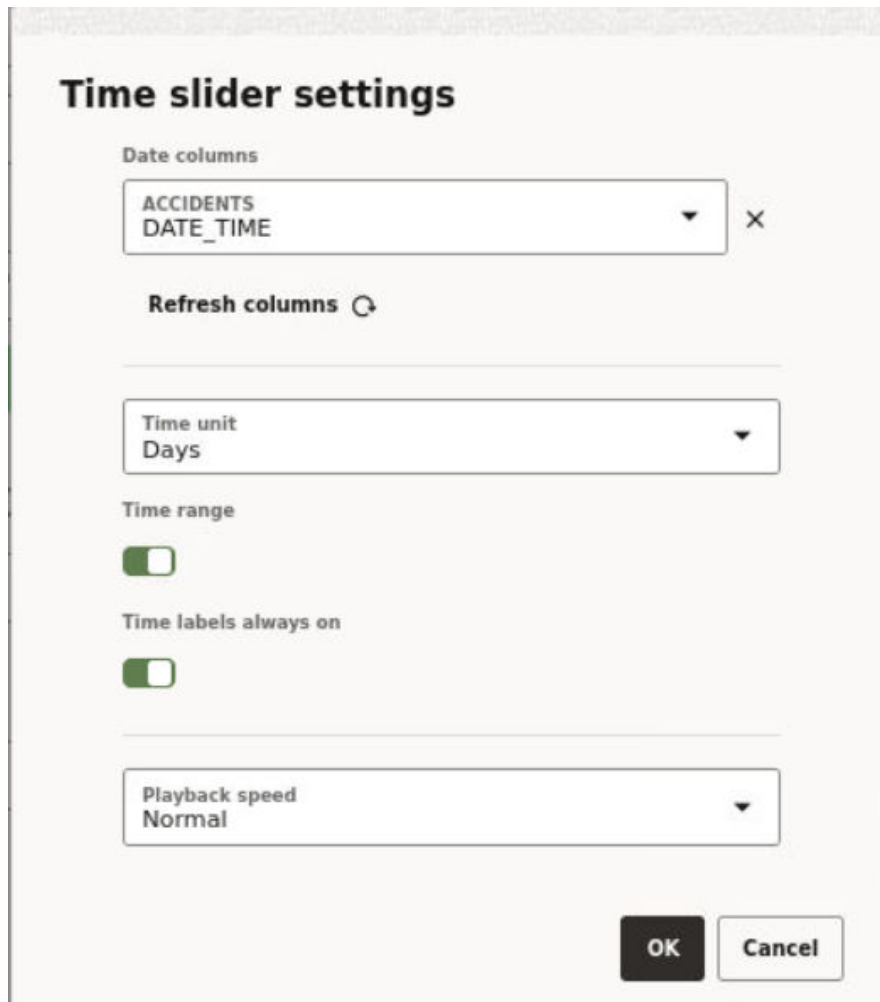 Time slider settings
Date columns
ACCIDENTS
DATE_TIME
Refresh columns
Time unit
Days
Time range
Time labels always on
Playback speed
Normal
OK Cancel